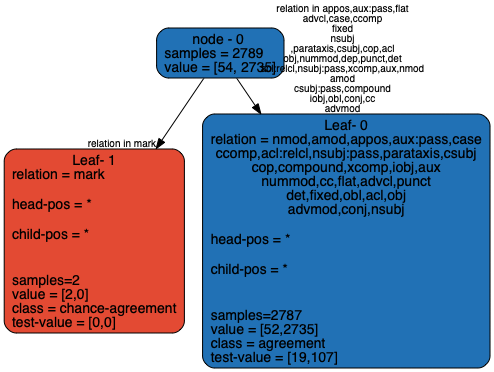 relation in appos,aux:pass,flat
advcl,case,ccomp
fixed
nsubj
,parataxis,csubj,cop,acl
obj,nummod,dep,punct,det
acl:relcl,nsubj:pass,xcomp,aux,nmod
amod
csubj:pass,compound
iobj,obl,conj,cc
advmod
node - 0
samples = 2789
value = [54, 2735]
relation in mark
Leaf- 1
relation = mark
head-pos = *
child-pos = *
samples=2
value = [2,0]
class = chance-agreement
test-value = [0,0]
Leaf- 0
relation = nmod,amod,appos,aux:pass,case
ccomp,acl:relcl,nsubj:pass,parataxis,csubj
cop,compound,xcomp,iobj,aux
nummod,cc,flat,advcl,punct
det,fixed,obl,acl,obj
advmod,conj,nsubj
head-pos = *
child-pos = *
samples=2787
value = [52,2735]
class = agreement
test-value = [19,107]